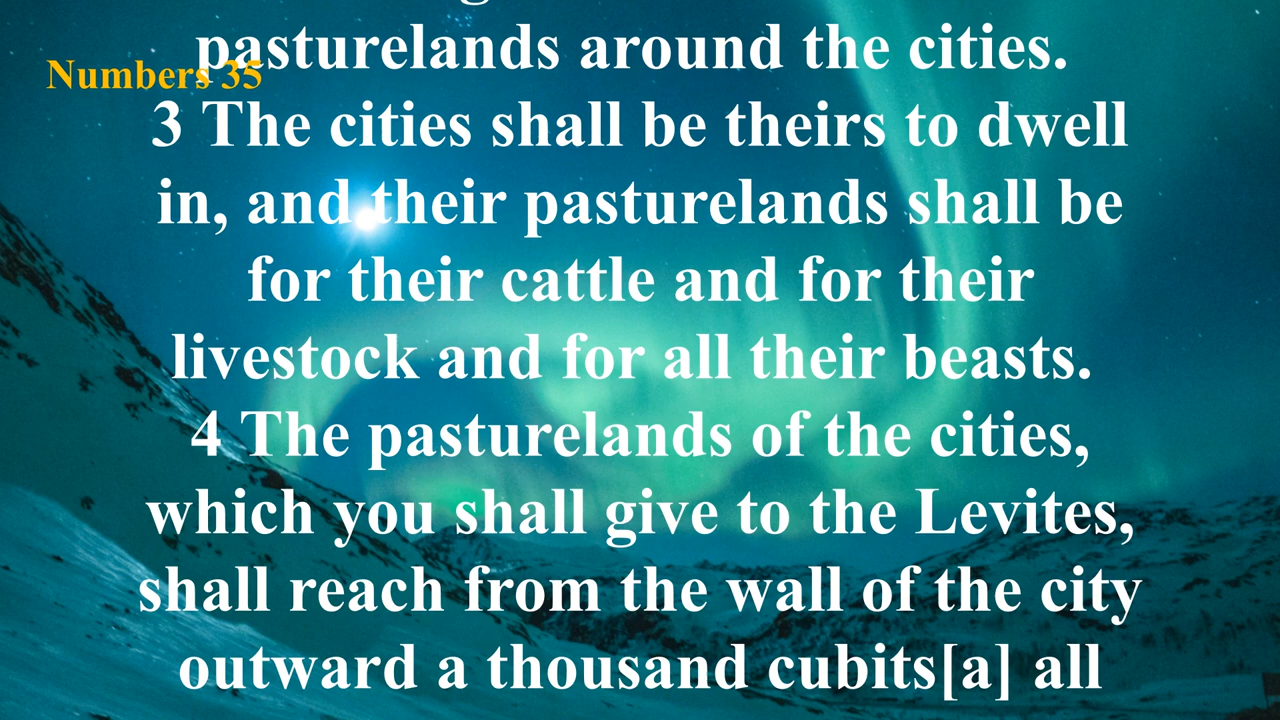 pasturelands around the cities.
Numbers 35
3 The cities shall be theirs to dwell
in, and their pasturelands shall be
for their cattle and for their
livestock and for all their beasts.
4 The pasturelands of the cities,
which you shall give to the Levites,
shall reach from the wall of the city
outward a thousand cubits[a] all